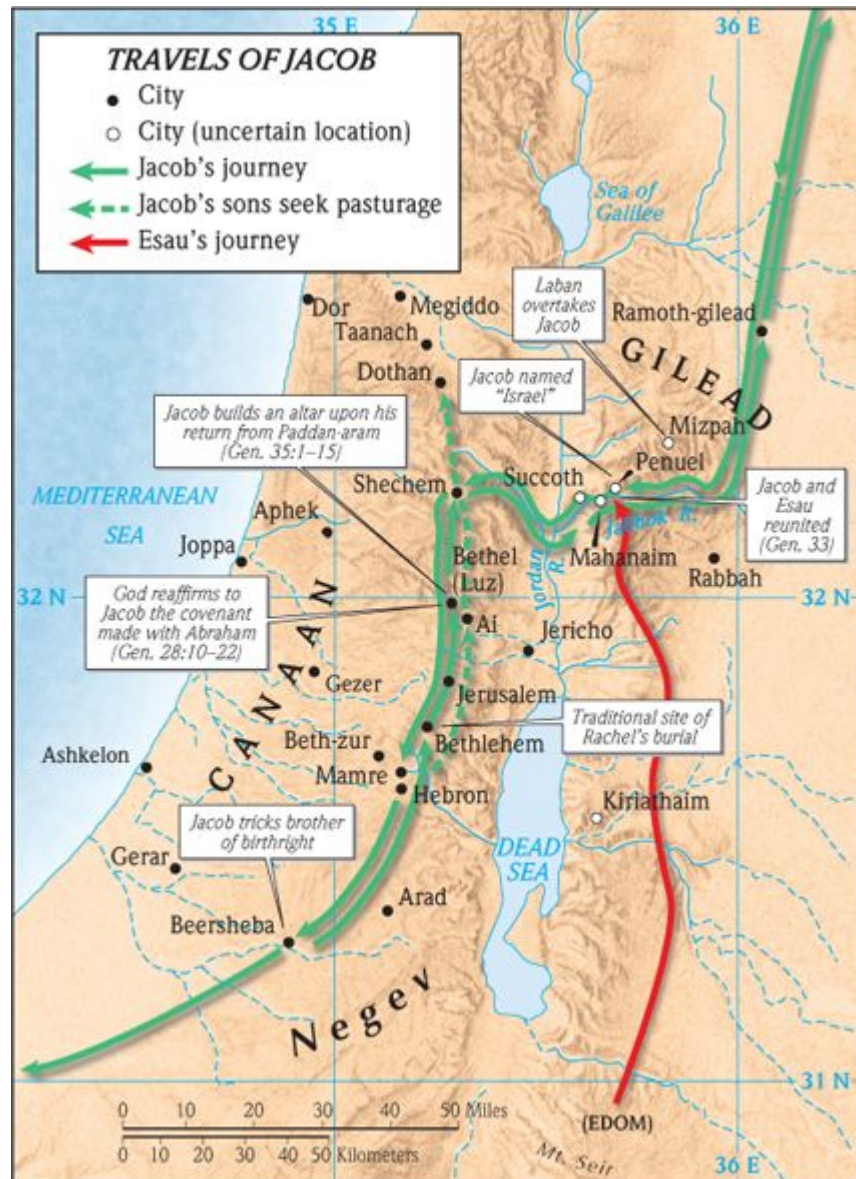 35 E
36 E
TRAVELS OF JACOB
City
City (uncertain location)
Jacob's journey
Jacob's sons seek pasturage
Esau's journey
Sea of
Galilee
Dor
Megiddo
Taanach
Dothan
Laban
overtakes
Jacob
Ramoth-gilead
GILEAD
Jacob named
"Israel"
Mizpah
Penuel
Jacob builds an altar upon his
return from Paddan-aram
(Gen. 35:1–15)
Shechem
Succoth
Jacob and
Esau
reunited
(Gen. 33)
MEDITERRANEAN
SEA
Aphek
Joppa
Jabbok R.
Mahanaim
Jordan
R.
Rabbah
Bethel
(Luz)
32 N
32 N
God reaffirms to
Jacob the covenant
made with Abraham
(Gen. 28:10–22)
Ai
Jericho
CANAAN
Gezer
Jerusalem
Traditional site of
Rachel's burial
Beth-zur
Bethlehem
Ashkelon
Mamre
Hebron
Kiriathaim
Jacob tricks brother
of birthright
DEAD
SEA
Gerar
Arad
Beersheba
Negev
31 N
0 10 20 30 40 50 Miles
0 10 20 30 40 50 Kilometers
(EDOM)
Mt. Seir
36 E